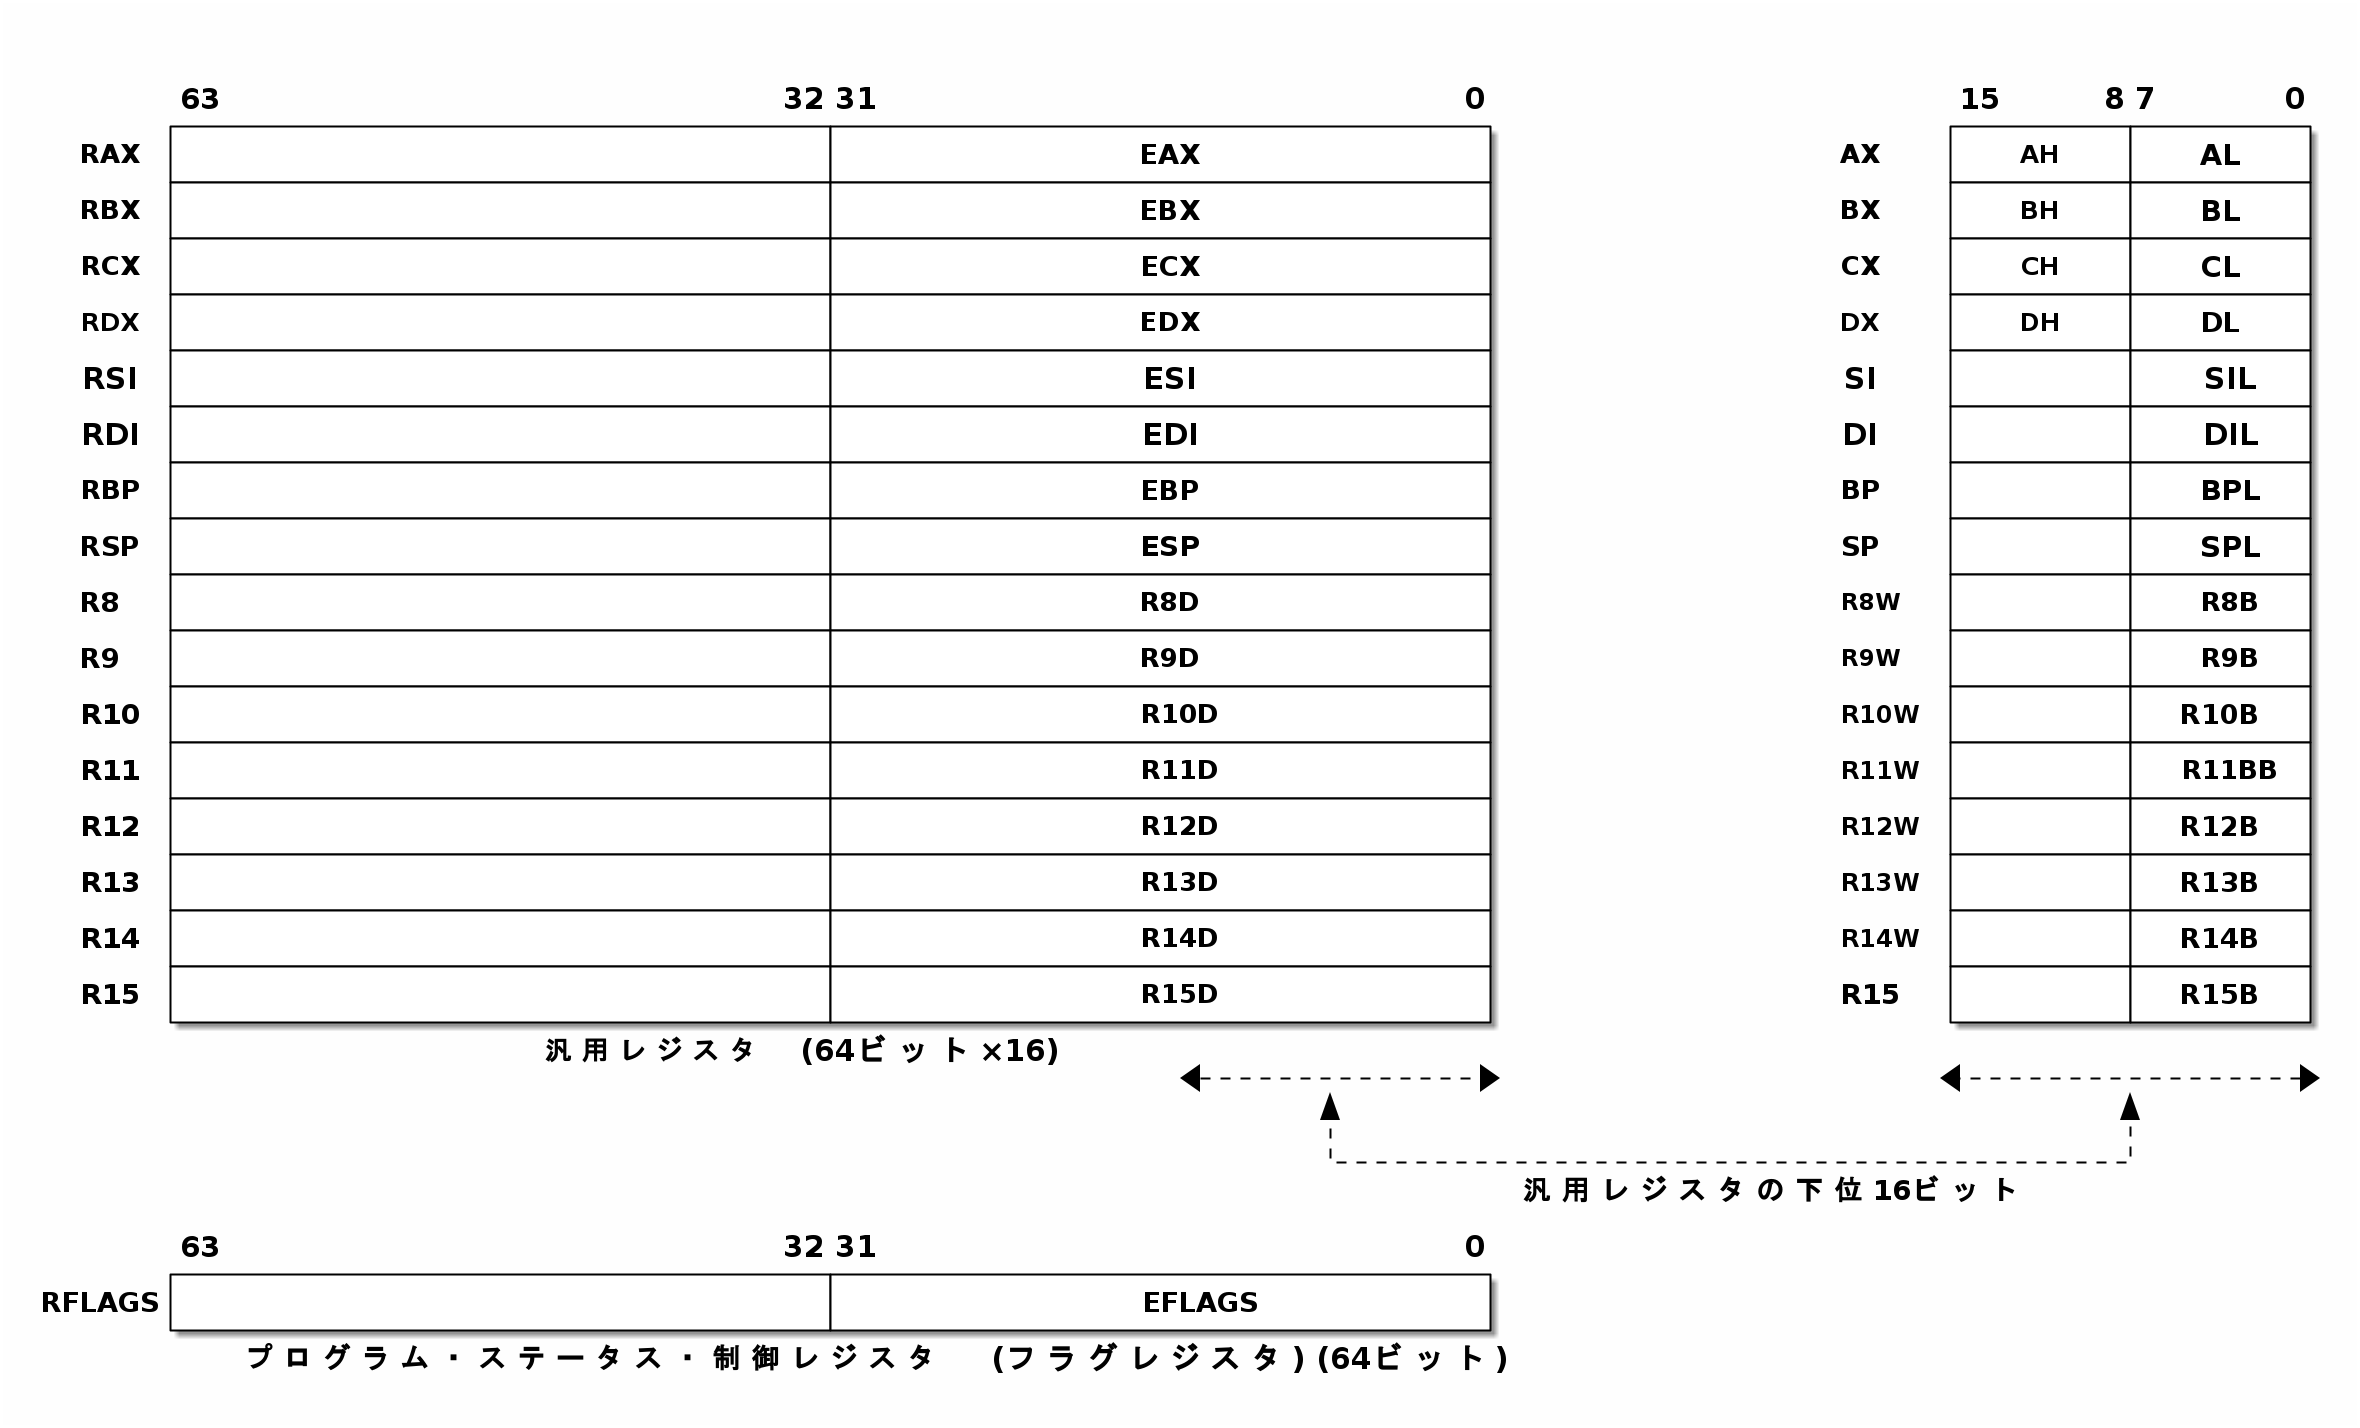 63 32 31 0 15 8 7 0
RAX EAX AX AH AL
RBX EBX BX BH BL
RCX ECX CX CH CL
RDX EDX DX DH DL
RSI ESI SI SIL
RDI EDI DI DIL
RBP EBP BP BPL
RSP ESP SP SPL
R8 R8D R8W R8B
R9 R9D R9W R9B
R10 R10D R10W R10B
R11 R11D R11W R11BB
R12 R12D R12W R12B
R13 R13D R13W R13B
R14 R14D R14W R14B
R15 R15D R15 R15B
汎用レジスタ (64ビット×16)
汎用レジスタの下位16ビット
63 32 31 0
RFLAGS EFLAGS
プログラム・ステータス・制御レジスタ (フラグレジスタ)(64ビット)